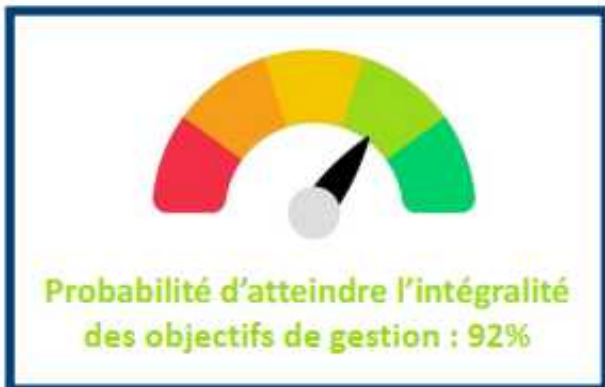 Probabilité d’atteindre l’intégralité
des objectifs de gestion : 92%